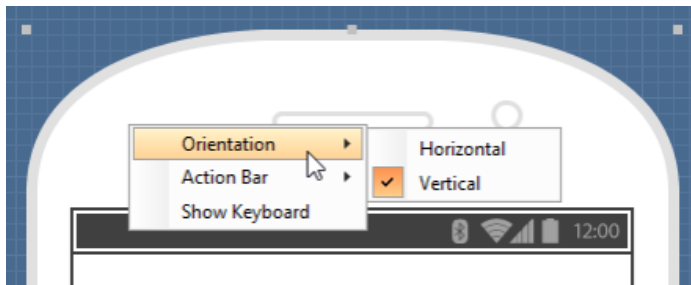 Orientation
Action Bar
Show Keyboard
Horizontal
Vertical
12:00